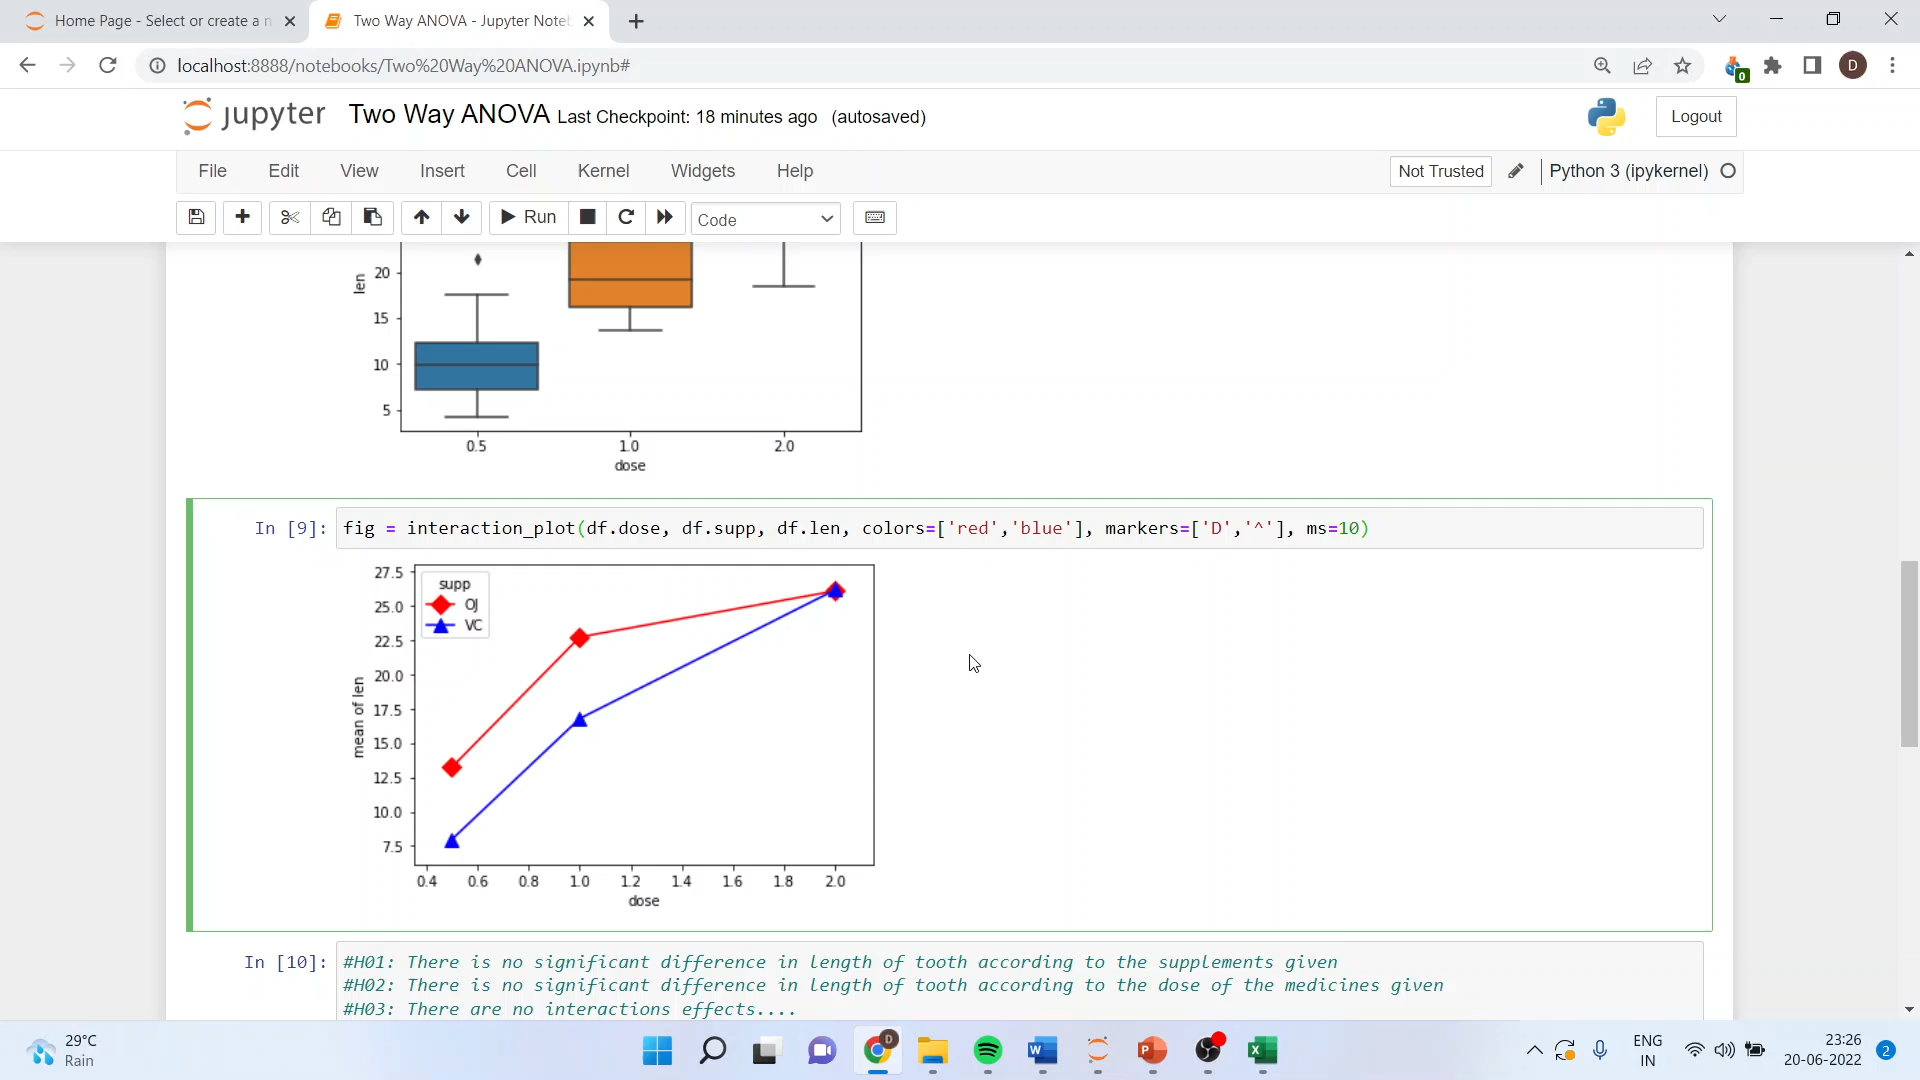 Home Page - Select or create a n
Two Way ANOVA - Jupyter Noteb
localhost:8888/notebooks/Two%20Way%20ANOVA.ipynb#
0
D
jupyter Two Way ANOVA Last Checkpoint: 18 minutes ago (autosaved)
Logout
File Edit View Insert Cell Kernel Widgets Help
Not Trusted
Python 3 (ipykernel)
Run
Code
len
20
15
10
5
0.5 1.0 2.0
dose
In [9]: fig = interaction_plot(df.dose, df.supp, df.len, colors=['red','blue'], markers=['D','^'], ms=10)
supp
OJ
VC
mean of len
27.5
25.0
22.5
20.0
17.5
15.0
12.5
10.0
7.5
0.4 0.6 0.8 1.0 1.2 1.4 1.6 1.8 2.0
dose
In [10]: #H01: There is no significant difference in length of tooth according to the supplements given
#H02: There is no significant difference in length of tooth according to the dose of the medicines given
#H03: There are no interactions effects....
29°C
Rain
D
W
P
X
ENG
IN
23:26
20-06-2022
2